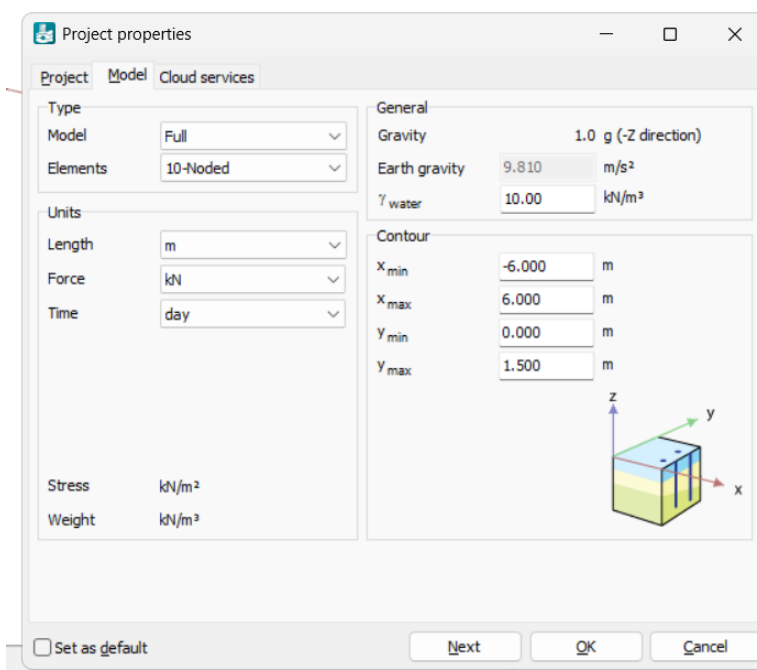 Project properties
Project Model Cloud services
Type
Model Full
Elements 10-Noded
Units
Length m
Force kN
Time day
Stress kN/m²
Weight kN/m³
General
Gravity 1.0 g (-Z direction)
Earth gravity 9.810 m/s²
γ water 10.00 kN/m³
Contour
x min -6.000 m
x max 6.000 m
y min 0.000 m
y max 1.500 m
z
y
x
Set as default Next OK Cancel